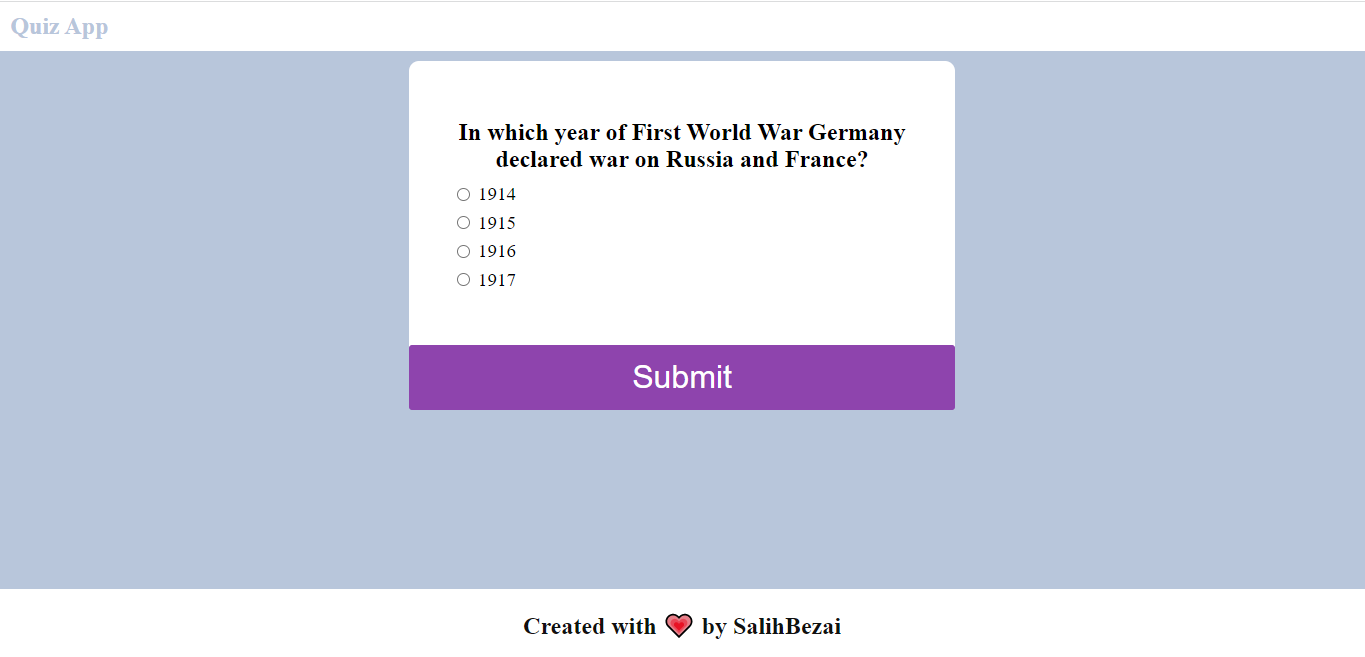 Quiz App
In which year of First World War Germany
declared war on Russia and France?
1914
1915
1916
1917
Submit
Created with by SalihBezai